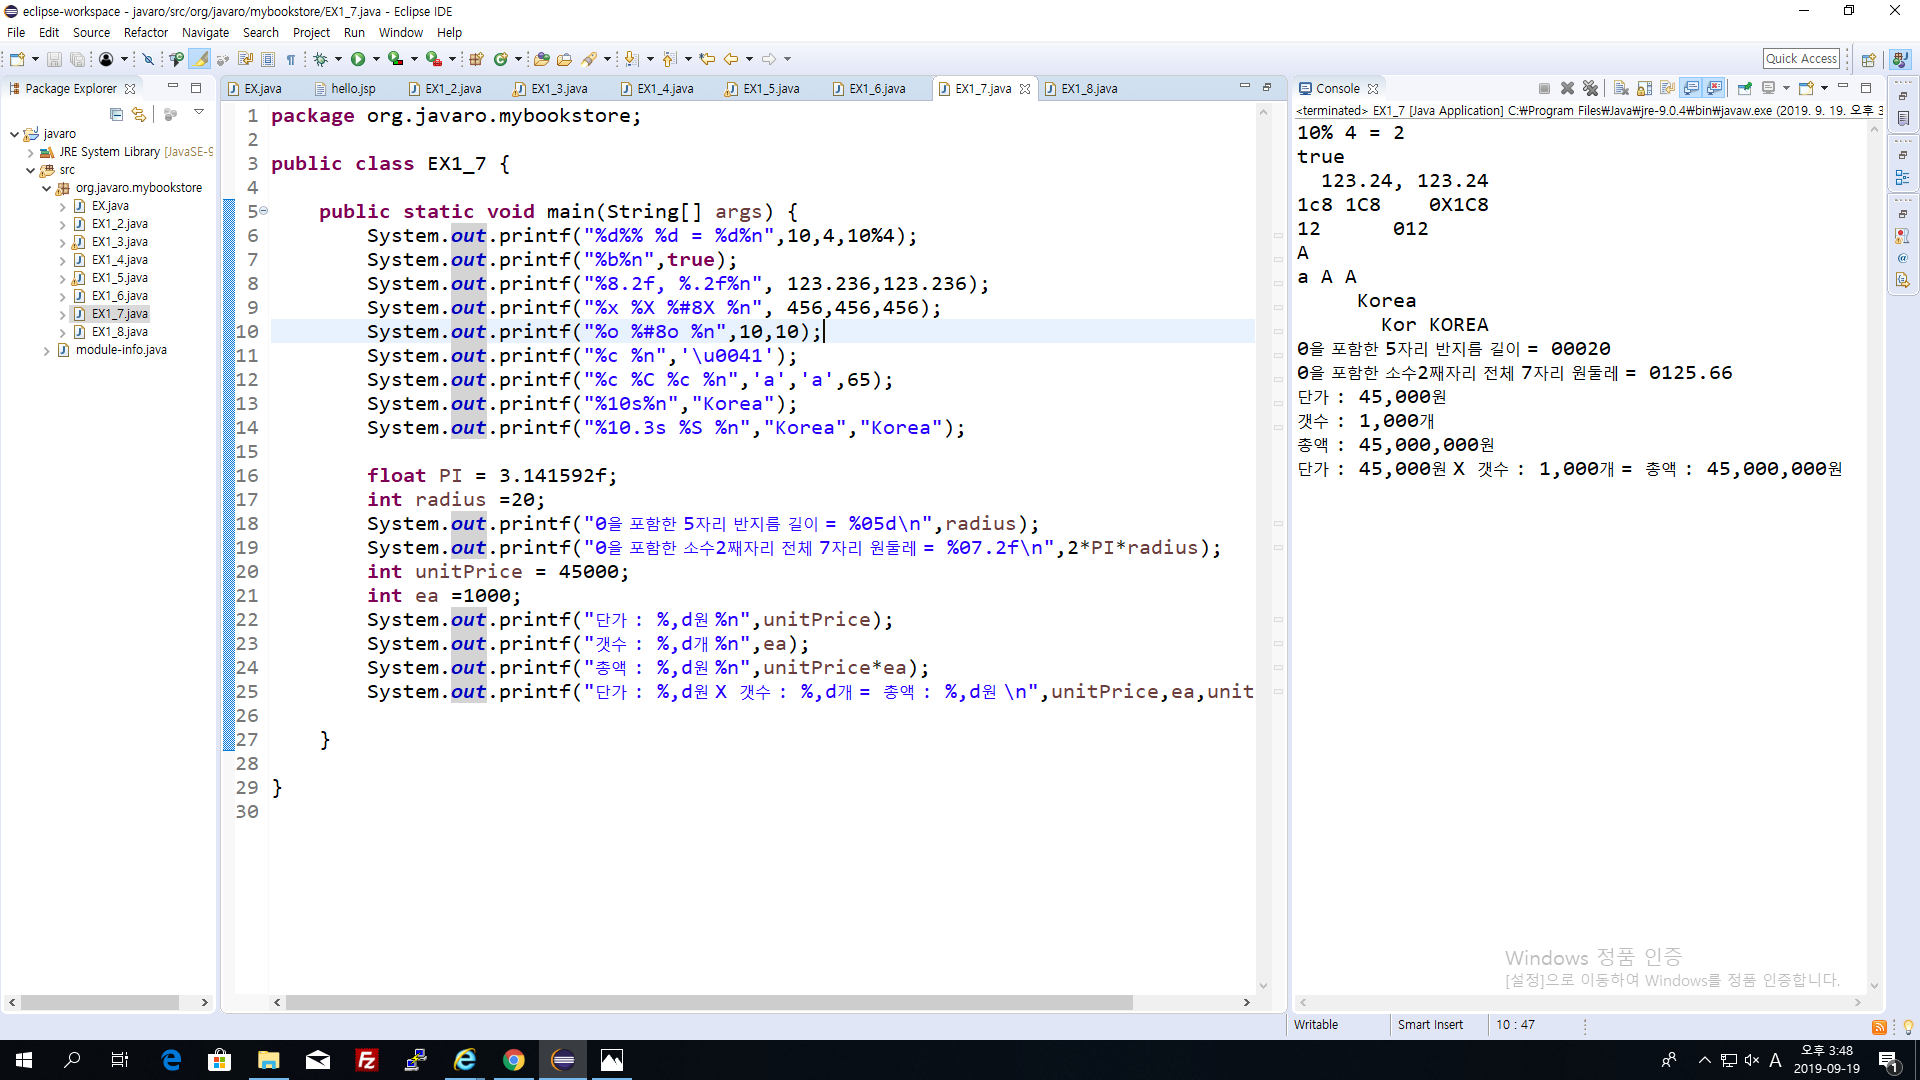 eclipse-workspace - javaro/src/org/javaro/mybookstore/EX1_7.java - Eclipse IDE
File Edit Source Refactor Navigate Search Project Run Window Help
Quick Access
Package Explorer
javaro
JRE System Library [JavaSE-9
src
org.javaro.mybookstore
EX.java
EX1_2.java
EX1_3.java
EX1_4.java
EX1_5.java
EX1_6.java
EX1_7.java
EX1_8.java
module-info.java
EX.java hello.jsp EX1_2.java EX1_3.java EX1_4.java EX1_5.java EX1_6.java EX1_7.java EX1_8.java
1 package org.javaro.mybookstore;
2
3 public class EX1_7 {
4
5 public static void main(String[] args) {
6 System.out.printf("%d%% %d = %d%n",10,4,10%4);
7 System.out.printf("%b%n",true);
8 System.out.printf("%8.2f, %.2f%n", 123.236,123.236);
9 System.out.printf("%x %X %#8X %n", 456,456,456);
10 System.out.printf("%o %#8o %n",10,10);
11 System.out.printf("%c %n",'\u0041');
12 System.out.printf("%c %C %c %n",'a','a',65);
13 System.out.printf("%10s%n","Korea");
14 System.out.printf("%10.3s %S %n","Korea","Korea");
15
16 float PI = 3.141592f;
17 int radius =20;
18 System.out.printf("0을 포함한 5자리 반지름 길이 = %05d\n",radius);
19 System.out.printf("0을 포함한 소수2째자리 전체 7자리 원둘레 = %07.2f\n",2*PI*radius);
20 int unitPrice = 45000;
21 int ea =1000;
22 System.out.printf("단가 : %,d원 %n",unitPrice);
23 System.out.printf("갯수 : %,d개 %n",ea);
24 System.out.printf("총액 : %,d원 %n",unitPrice*ea);
25 System.out.printf("단가 : %,d원 X 갯수 : %,d개 = 총액 : %,d원 \n",unitPrice,ea,unit
26
27 }
28
29 }
30
Console
<terminated> EX1_7 [Java Application] C:₩Program Files₩Java₩jre-9.0.4₩bin₩javaw.exe (2019. 9. 19. 오후 3
10% 4 = 2
true
123.24, 123.24
1c8 1C8 0X1C8
12 012
A
a A A
Korea
Kor KOREA
0을 포함한 5자리 반지름 길이 = 00020
0을 포함한 소수2째자리 전체 7자리 원둘레 = 0125.66
단가 : 45,000원
갯수 : 1,000개
총액 : 45,000,000원
단가 : 45,000원 X 갯수 : 1,000개 = 총액 : 45,000,000원
Windows 정품 인증
[설정]으로 이동하여 Windows를 정품 인증합니다.
Writable Smart Insert 10 : 47
A
오후 3:48
2019-09-19
1